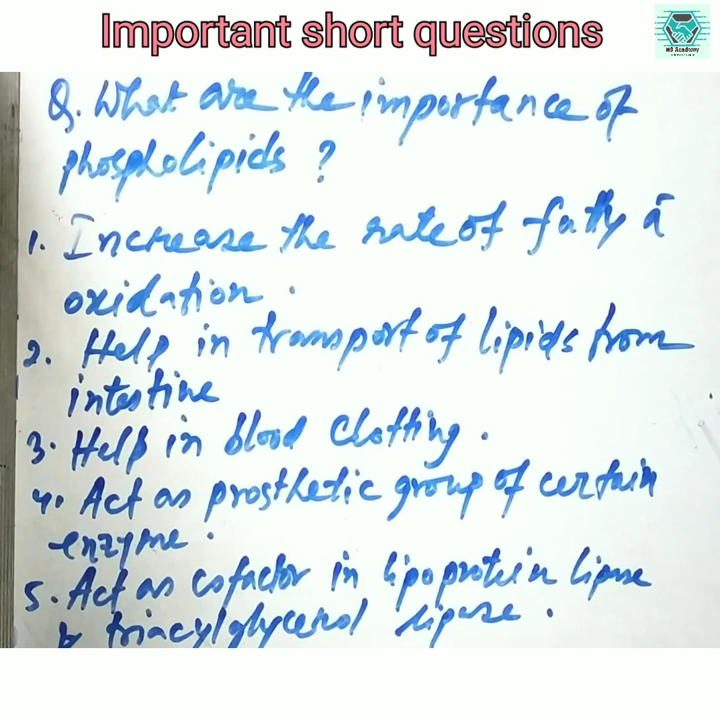 Important short questions
MS Academy
Q. What are the importance of
phospholipids ?
1. Increase the rate of fatty ā
oxidation.
2. Help in transport of lipids from
intestine
3. Help in blood Clotting.
4. Act as prosthetic group of certain
enzyme.
5. Act as cofactor in lipoprotein lipase
& triacylglycerol lipase.